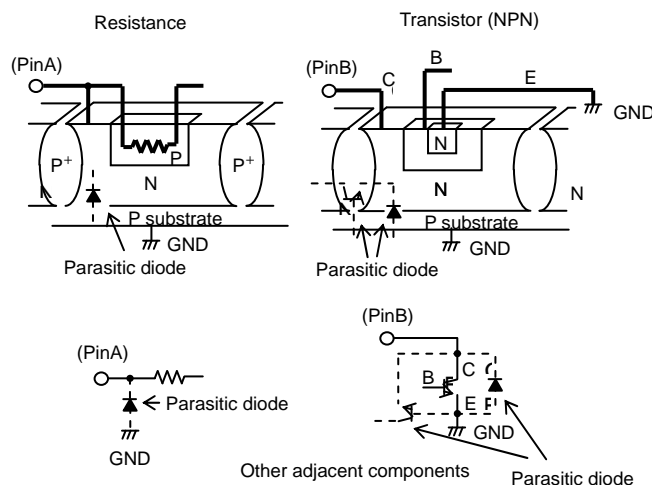 Resistance
Transistor (NPN)
(PinA)
(PinB)
C
B
E
GND
P+
P
P+
N
N
N
N
P substrate
GND
Parasitic diode
P substrate
GND
Parasitic diode
(PinA)
Parasitic diode
GND
(PinB)
C
B
E
GND
Other adjacent components
Parasitic diode